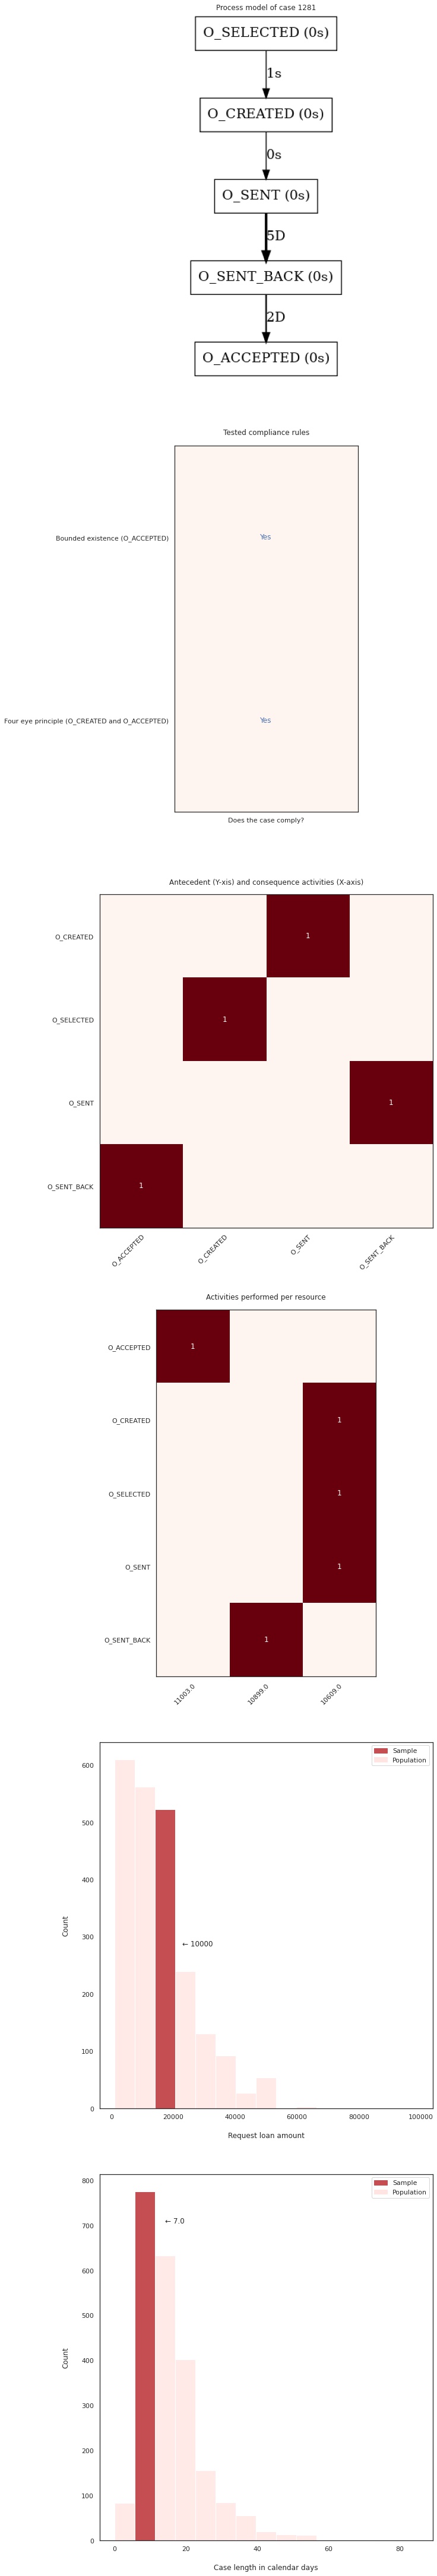 Process model of case 1281
O_SELECTED (0s)
1s
O_CREATED (0s)
0s
O_SENT (0s)
5D
O_SENT_BACK (0s)
2D
O_ACCEPTED (0s)
Tested compliance rules
Bounded existence (O_ACCEPTED)
Yes
Four eye principle (O_CREATED and O_ACCEPTED)
Yes
Does the case comply?
Antecedent (Y-xis) and consequence activities (X-axis)
O_CREATED
1
O_SELECTED
1
O_SENT
1
O_SENT_BACK
1
O_ACCEPTED
O_CREATED
O_SENT
O_SENT_BACK
Activities performed per resource
O_ACCEPTED
1
O_CREATED
1
O_SELECTED
1
O_SENT
1
O_SENT_BACK
1
11003.0
10899.0
10609.0
Sample
Population
600
500
400
300
200
100
0
Count
← 10000
0 20000 40000 60000 80000 100000
Request loan amount
Sample
Population
800
700
600
500
400
300
200
100
0
Count
← 7.0
0 20 40 60 80
Case length in calendar days